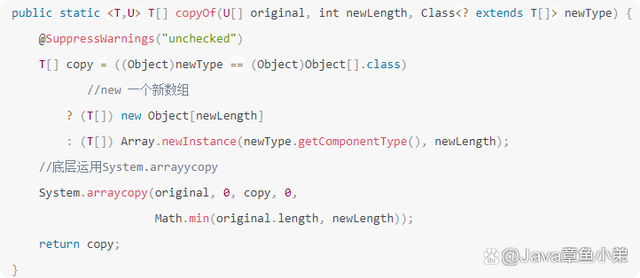 public static <T,U> T[] copyOf(U[] original, int newLength, Class<? extends T[]> newType) {
@SuppressWarnings("unchecked")
T[] copy = ((Object)newType == (Object)Object[].class)
//new 一个新数组
? (T[]) new Object[newLength]
: (T[]) Array.newInstance(newType.getComponentType(), newLength);
//底层运用System.arrayycopy
System.arraycopy(original, 0, copy, 0,
Math.min(original.length, newLength));
return copy;
}
@Java章鱼小弟